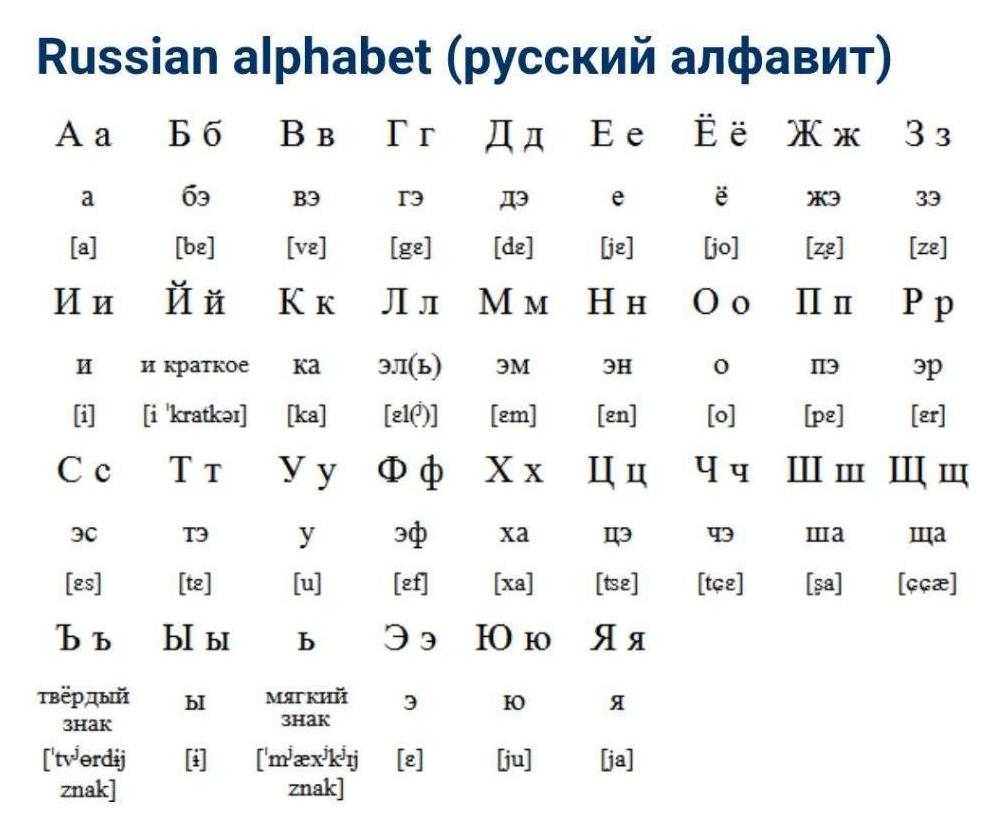 Russian alphabet (русский алфавит)
А а Б б В в Г г Д д Е е Ё ё Ж ж З з
а бэ вэ гэ дэ е ё жэ зэ
[a] [bɛ] [vɛ] [gɛ] [dɛ] [jɛ] [jo] [ʐɛ] [zɛ]
И и Й й К к Л л М м Н н О о П п Р р
и и краткое ка эл(ь) эм эн о пэ эр
[i] [i ˈkratkəɪ] [ka] [ɛl(ʲ)] [ɛm] [ɛn] [o] [pɛ] [ɛr]
С с Т т У у Ф ф Х х Ц ц Ч ч Ш ш Щ щ
эс тэ у эф ха цэ чэ ша ща
[ɛs] [tɛ] [u] [ɛf] [xa] [tsɛ] [tɕɛ] [ʂa] [ɕɕæ]
Ъ ъ Ы ы ь Э э Ю ю Я я
твёрдый знак ы мягкий знак э ю я
[ˈtvʲɵrdɨj znak] [ɨ] [ˈmʲæxʲkʲɪj znak] [ɛ] [ju] [ja]